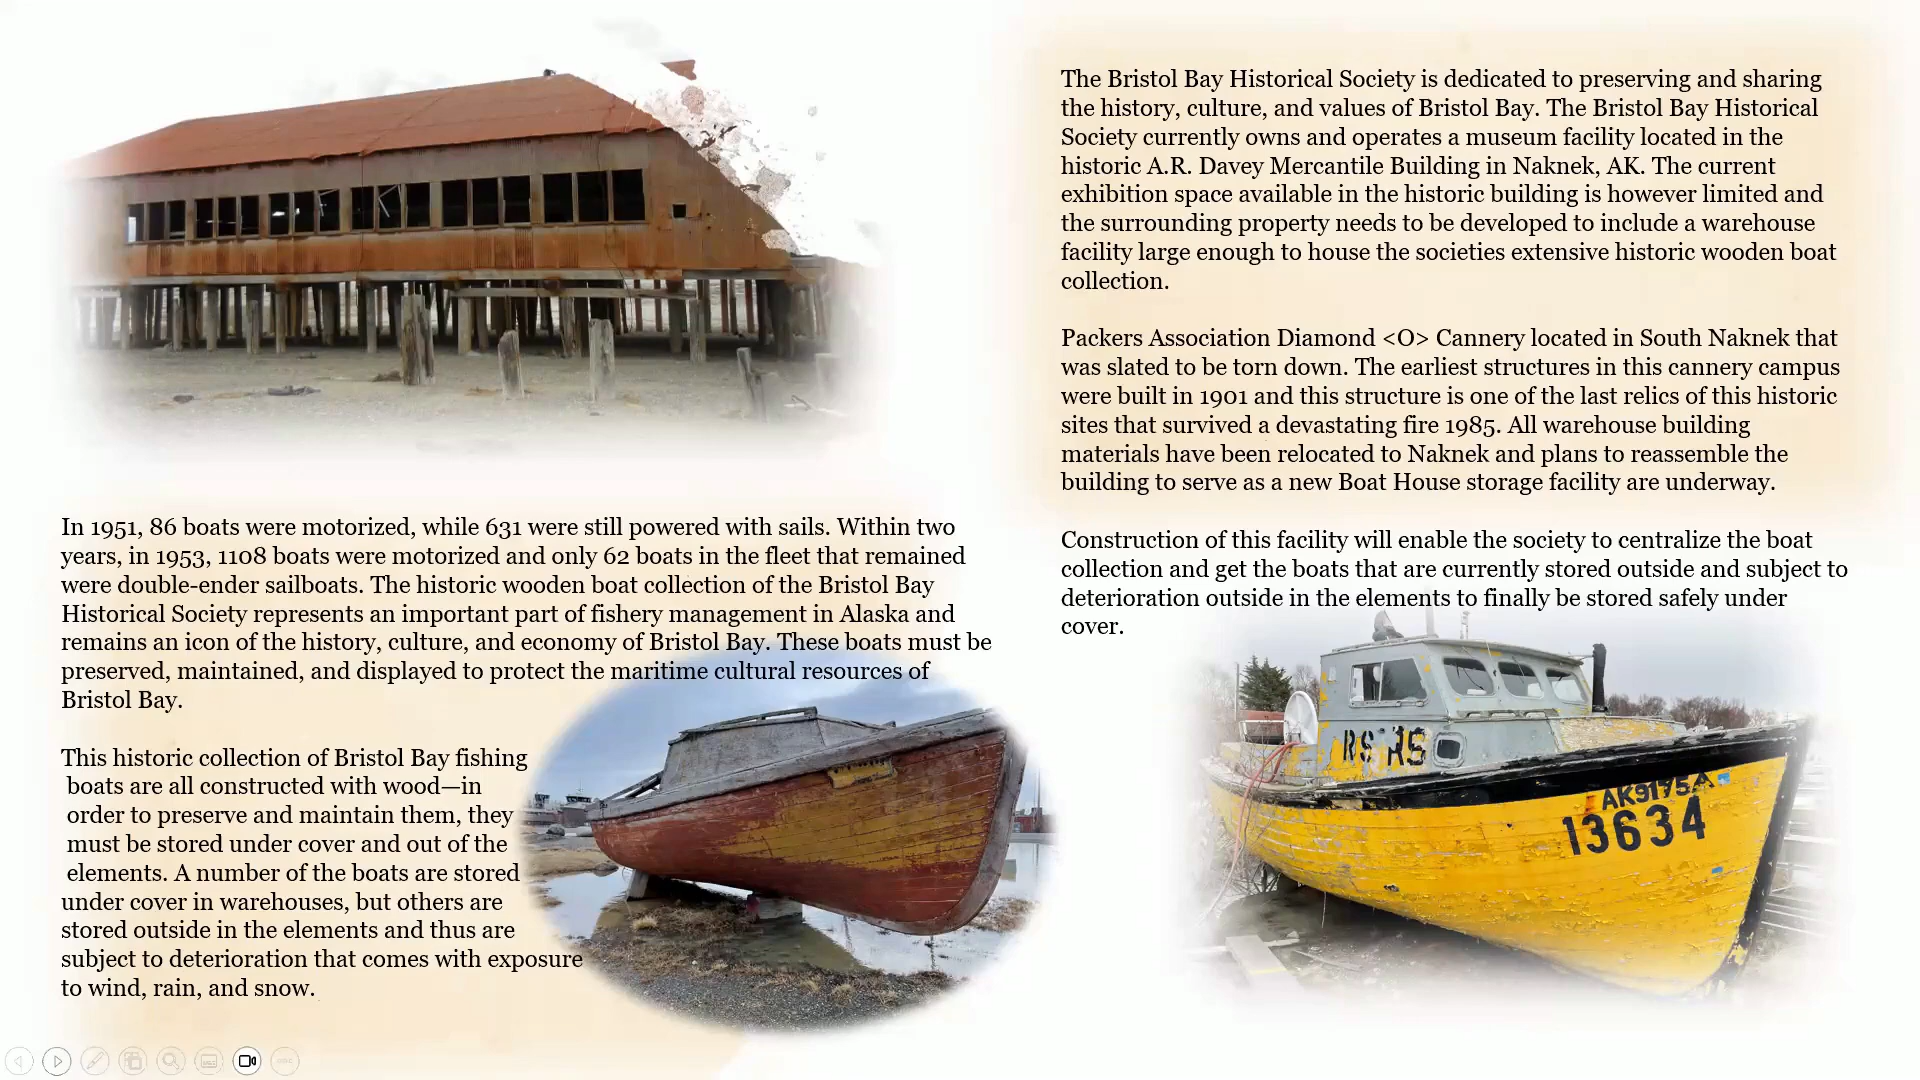 In 1951, 86 boats were motorized, while 631 were still powered with sails. Within two
years, in 1953, 1108 boats were motorized and only 62 boats in the fleet that remained
were double-ender sailboats. The historic wooden boat collection of the Bristol Bay
Historical Society represents an important part of fishery management in Alaska and
remains an icon of the history, culture, and economy of Bristol Bay. These boats must be
preserved, maintained, and displayed to protect the maritime cultural resources of
Bristol Bay.
This historic collection of Bristol Bay fishing
boats are all constructed with wood—in
order to preserve and maintain them, they
must be stored under cover and out of the
elements. A number of the boats are stored
under cover in warehouses, but others are
stored outside in the elements and thus are
subject to deterioration that comes with exposure
to wind, rain, and snow.
The Bristol Bay Historical Society is dedicated to preserving and sharing
the history, culture, and values of Bristol Bay. The Bristol Bay Historical
Society currently owns and operates a museum facility located in the
historic A.R. Davey Mercantile Building in Naknek, AK. The current
exhibition space available in the historic building is however limited and
the surrounding property needs to be developed to include a warehouse
facility large enough to house the societies extensive historic wooden boat
collection.
Packers Association Diamond <O> Cannery located in South Naknek that
was slated to be torn down. The earliest structures in this cannery campus
were built in 1901 and this structure is one of the last relics of this historic
sites that survived a devastating fire 1985. All warehouse building
materials have been relocated to Naknek and plans to reassemble the
building to serve as a new Boat House storage facility are underway.
Construction of this facility will enable the society to centralize the boat
collection and get the boats that are currently stored outside and subject to
deterioration outside in the elements to finally be stored safely under
cover.
RS RS
AK9175A
13634